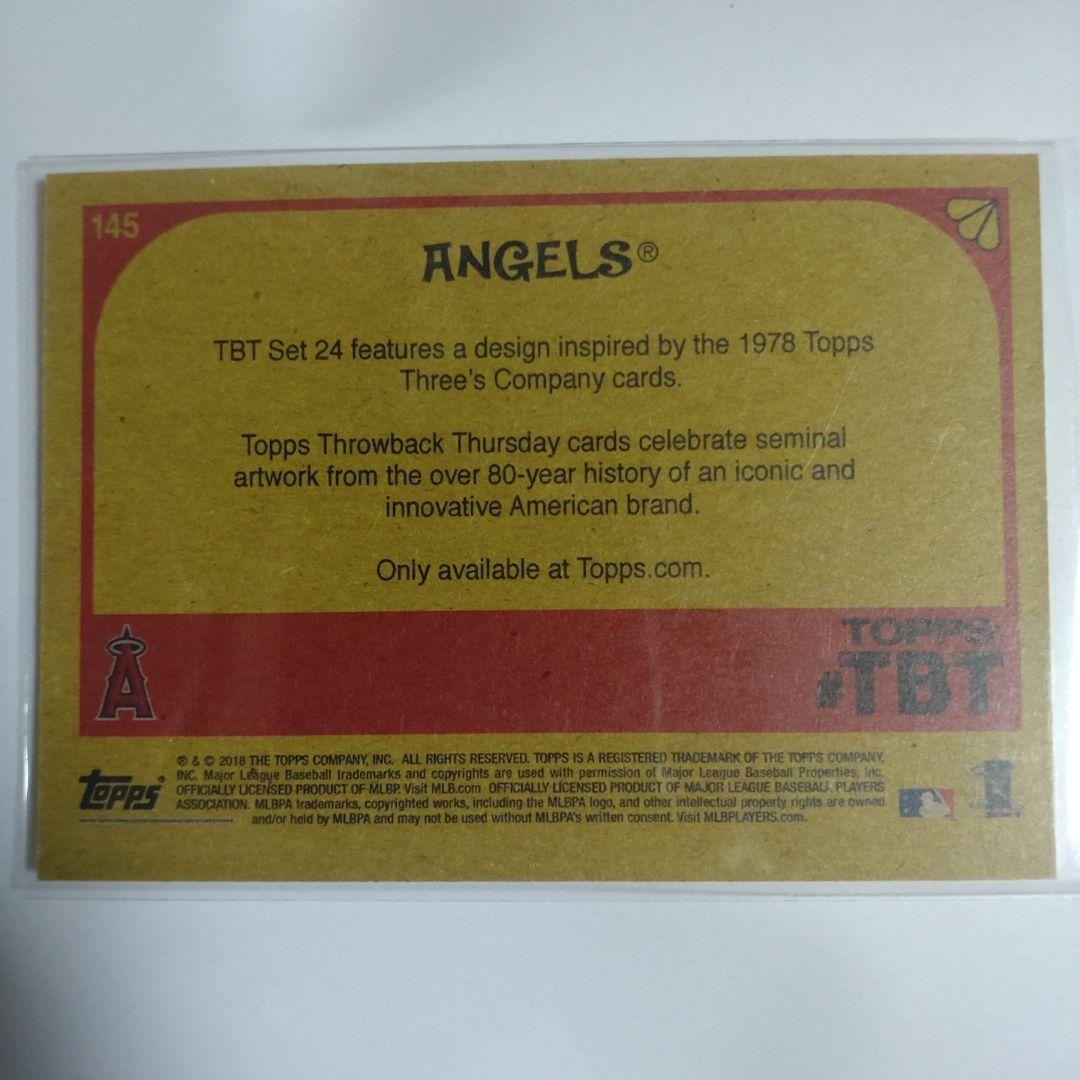 145
ANGELS®
TBT Set 24 features a design inspired by the 1978 Topps
Three's Company cards.
Topps Throwback Thursday cards celebrate seminal
artwork from the over 80-year history of an iconic and
innovative American brand.
Only available at Topps.com.
A
TOPPS
#TBT
® & © 2018 THE TOPPS COMPANY, INC. ALL RIGHTS RESERVED. TOPPS IS A REGISTERED TRADEMARK OF THE TOPPS COMPANY,
INC. Major League Baseball trademarks and copyrights are used with permission of Major League Baseball Properties, Inc.
OFFICIALLY LICENSED PRODUCT OF MLBP. Visit MLB.com OFFICIALLY LICENSED PRODUCT OF MAJOR LEAGUE BASEBALL PLAYERS
ASSOCIATION. MLBPA trademarks, copyrighted works, including the MLBPA logo, and other intellectual property rights are owned
and/or held by MLBPA and may not be used without MLBPA's written consent. Visit MLBPLAYERS.com.
Topps®